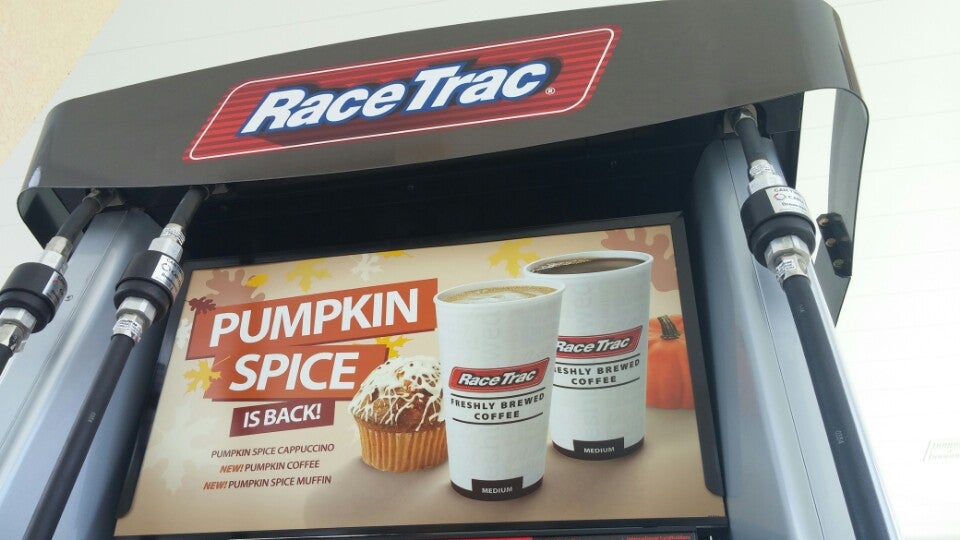 RaceTrac®
PUMPKIN
SPICE
IS BACK!
PUMPKIN SPICE CAPPUCCINO
NEW! PUMPKIN COFFEE
NEW! PUMPKIN SPICE MUFFIN
RaceTrac
FRESHLY BREWED
COFFEE
MEDIUM
RaceTrac
FRESHLY BREWED
COFFEE
MEDIUM